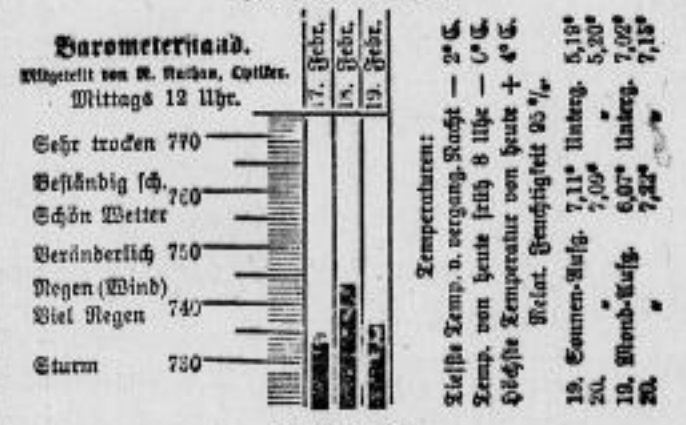 Barometerstand.
Mitgeteilt von R. Nathan, Optiker.
Mittags 12 Uhr.
17. Febr.
18. Febr.
19. Febr.
Sehr trocken 770
Beständig sch.
760
Schön Wetter
Veränderlich 750
Regen (Wind)
740
Viel Regen
Sturm 730
Temperaturen:
Tiefste Temp. v. vergang. Nacht — 2° C.
Temp. von heute früh 8 Uhr — 0° C.
Höchste Temperatur von heute + 4° C.
Relat. Feuchtigkeit 95 %.
19. Sonnen-Aufg. 7,11° Unterg. 5,19°
20. " 7,09° " 5,20°
19. Mond-Aufg. 6,07° Unterg. 7,02°
20. " " 7,15°